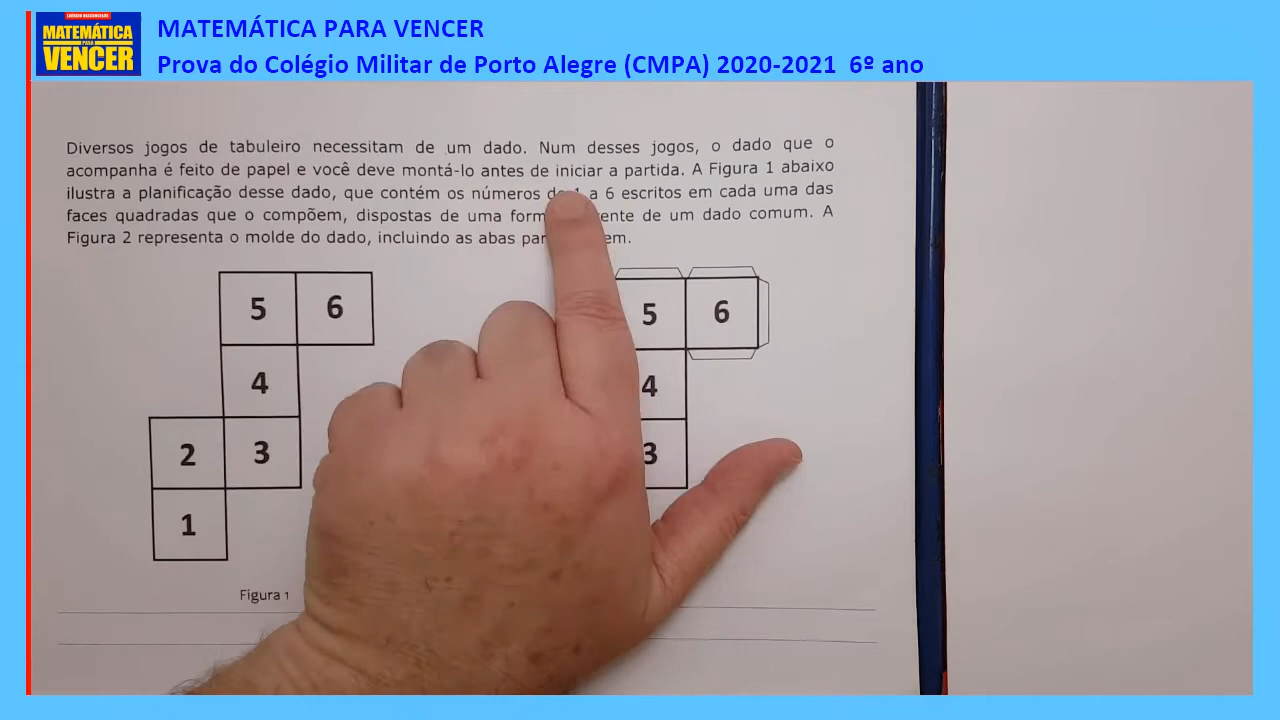 LAÉRCIO VASCONCELOS
MATEMÁTICA
PARA
VENCER
MATEMÁTICA PARA VENCER
Prova do Colégio Militar de Porto Alegre (CMPA) 2020-2021 6º ano
Diversos jogos de tabuleiro necessitam de um dado. Num desses jogos, o dado que o
acompanha é feito de papel e você deve montá-lo antes de iniciar a partida. A Figura 1 abaixo
ilustra a planificação desse dado, que contém os números de 1 a 6 escritos em cada uma das
faces quadradas que o compõem, dispostas de uma form ente de um dado comum. A
Figura 2 representa o molde do dado, incluindo as abas par em.
5 6
4
2 3
1
Figura 1
5 6
4
3